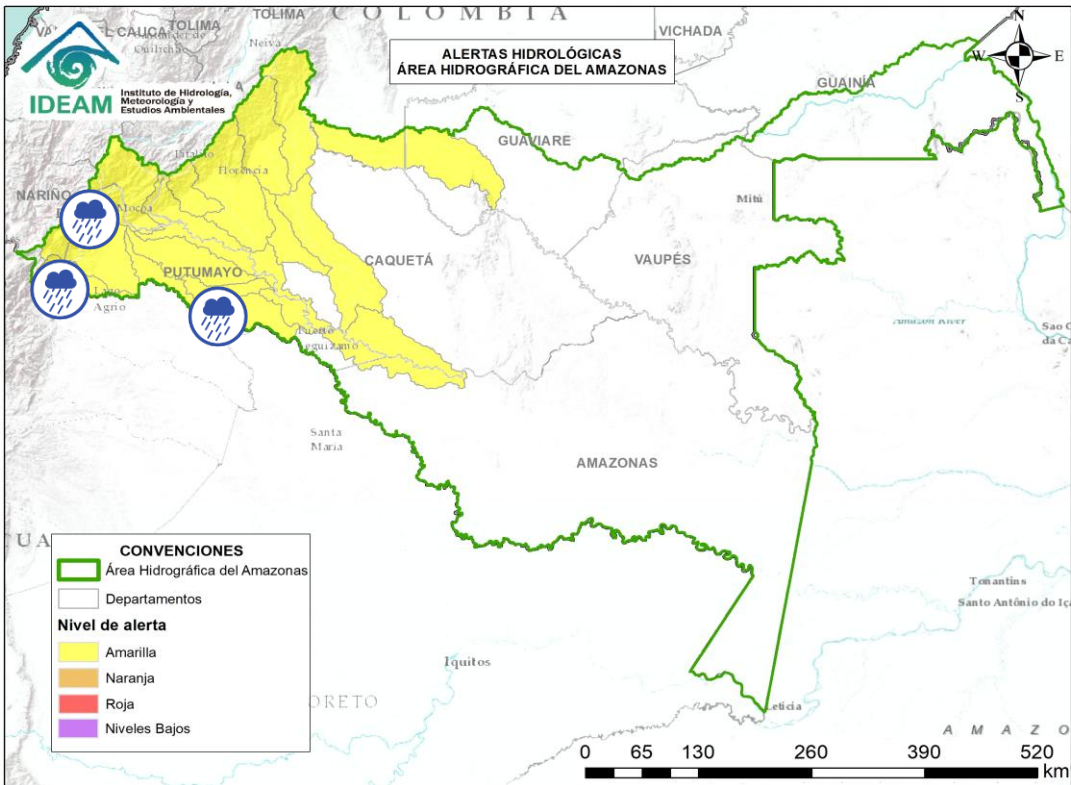 COLOMBIA
TOLIMA
VICHADA
TOLIMA
Neiva
IDEAM
Instituto de Hidrología,
Meteorología y
Estudios Ambientales
ALERTAS HIDROLÓGICAS
ÁREA HIDROGRÁFICA DEL AMAZONAS
N
W
E
S
GUAINÍA
GUAVIARE
Florencia
NARIÑO
Mocoa
Mitú
CAQUETÁ
VAUPÉS
PUTUMAYO
Lago
Agrio
Puerto
Amazon River
Sao
da Ca
Santa
Maria
AMAZONAS
CONVENCIONES
Área Hidrográfica del Amazonas
Departamentos
Nivel de alerta
Amarilla
Naranja
Roja
Niveles Bajos
Tonantins
Santo Antônio do Iça
Iquitos
ORETO
Leticia
AMAZO
0 65 130 260 390 520
km